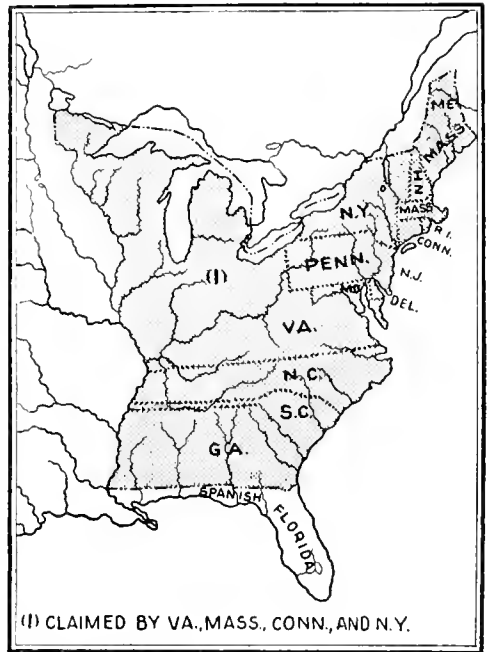 ME.
MASS.
N.H.
MASS.
R.I.
CONN.
N.Y.
PENN.
N.J.
MD.
DEL.
(1)
VA.
N.C.
S.C.
GA.
SPANISH
FLORIDA
(1) CLAIMED BY VA., MASS., CONN., AND N.Y.